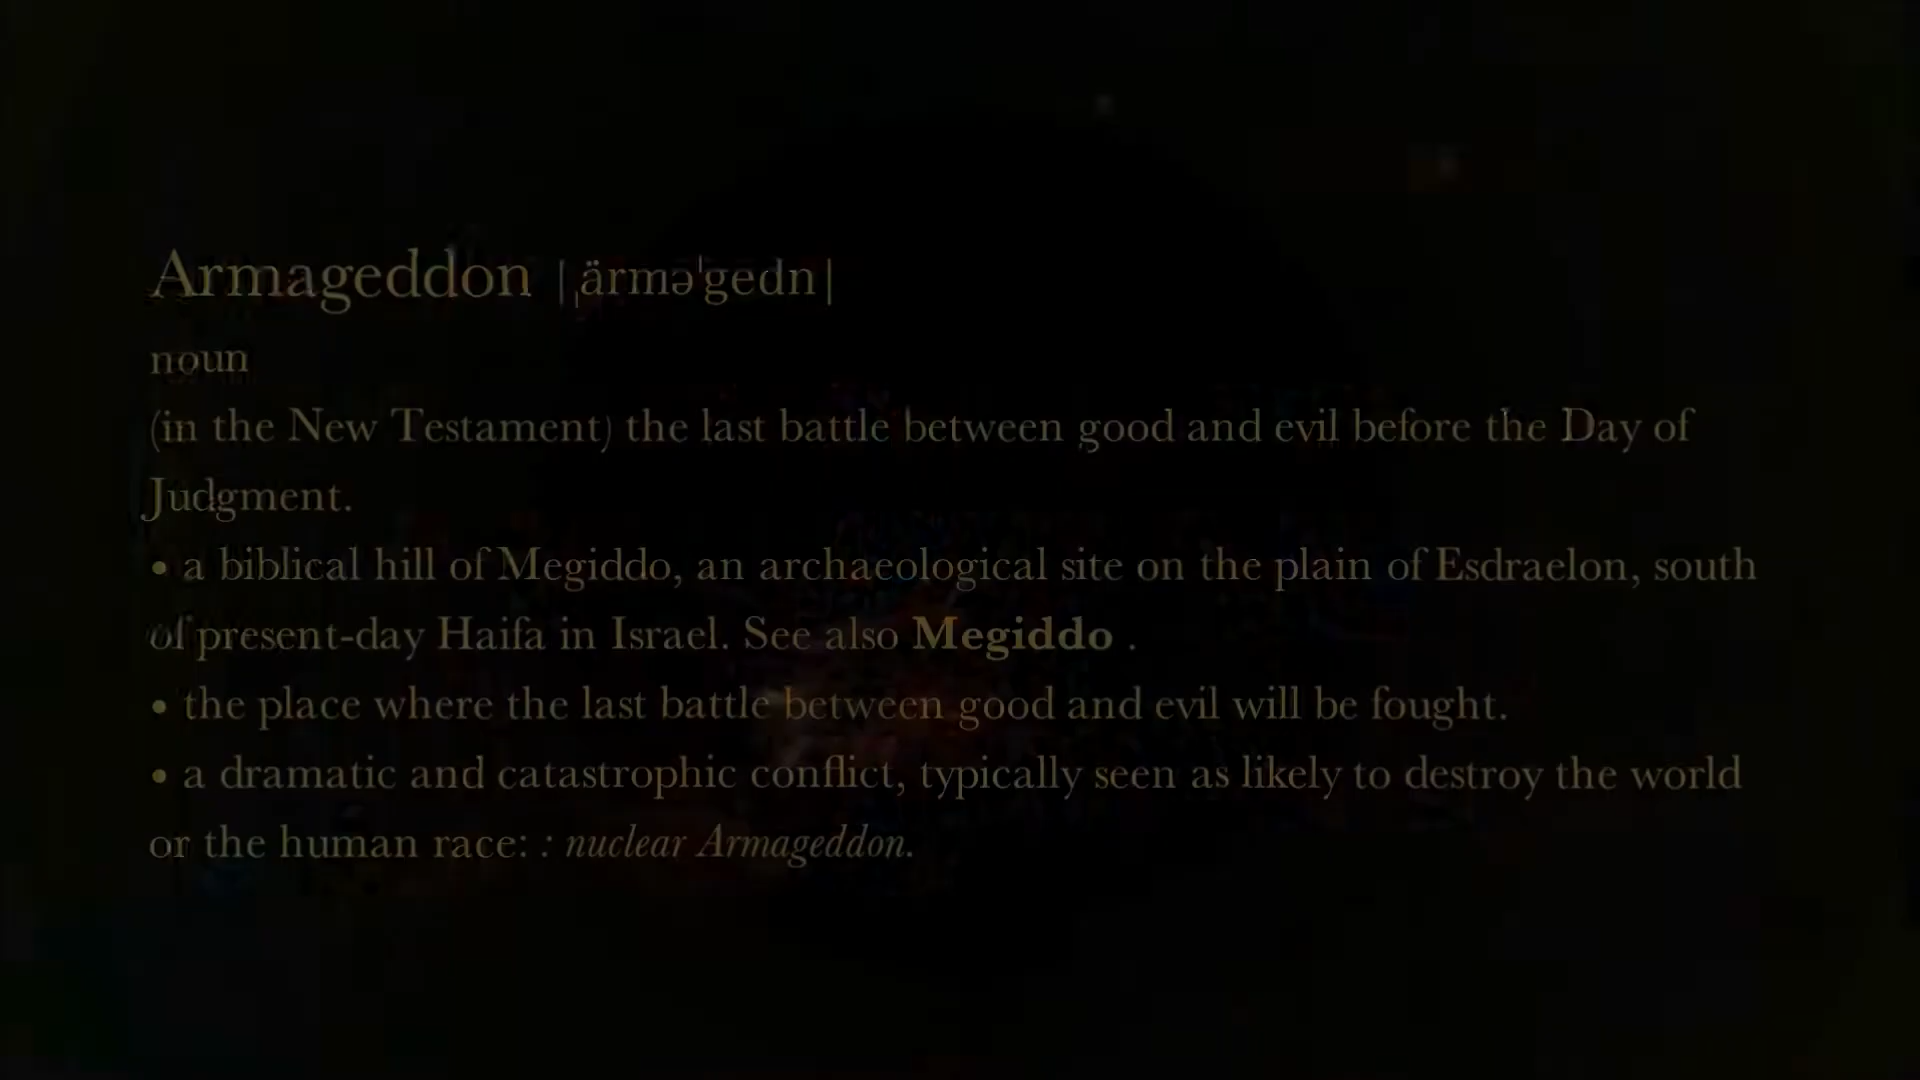 Armageddon |ˌärməˈgedn|
noun
(in the New Testament) the last battle between good and evil before the Day of
Judgment.
• a biblical hill of Megiddo, an archaeological site on the plain of Esdraelon, south
of present-day Haifa in Israel. See also Megiddo .
• the place where the last battle between good and evil will be fought.
• a dramatic and catastrophic conflict, typically seen as likely to destroy the world
or the human race: : nuclear Armageddon.